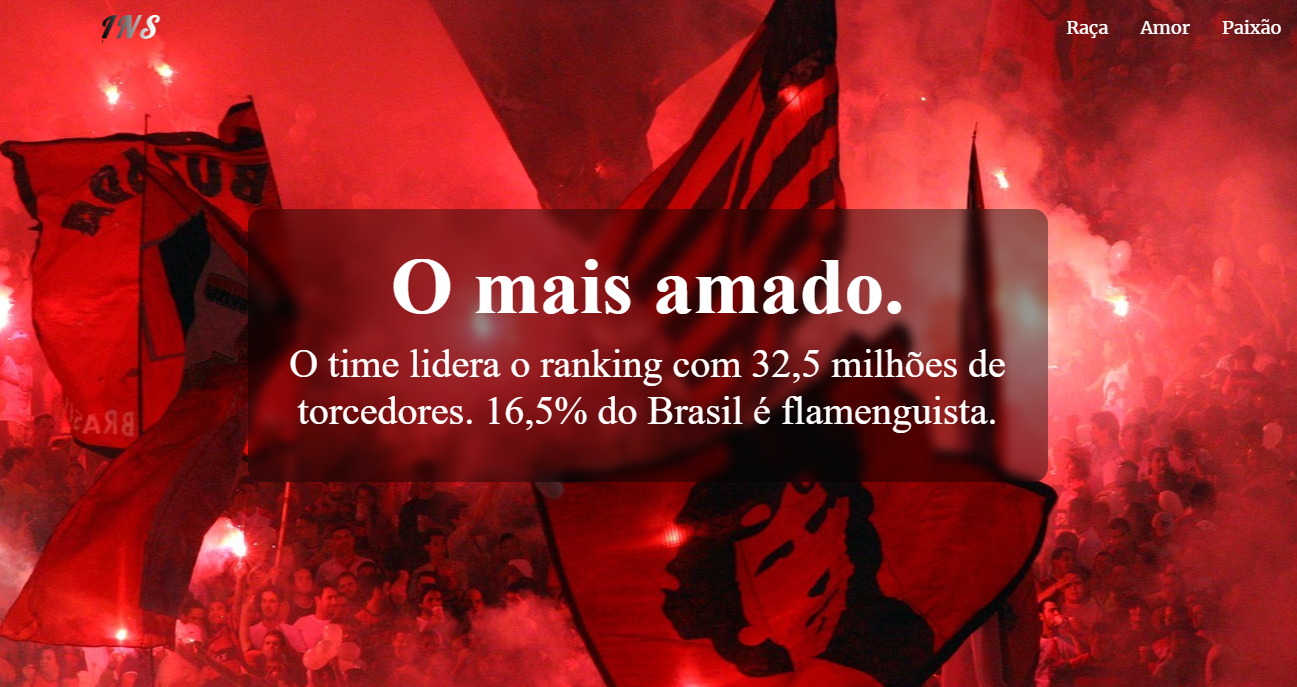 INS
Raça Amor Paixão
O mais amado.
O time lidera o ranking com 32,5 milhões de
torcedores. 16,5% do Brasil é flamenguista.
BRASIL